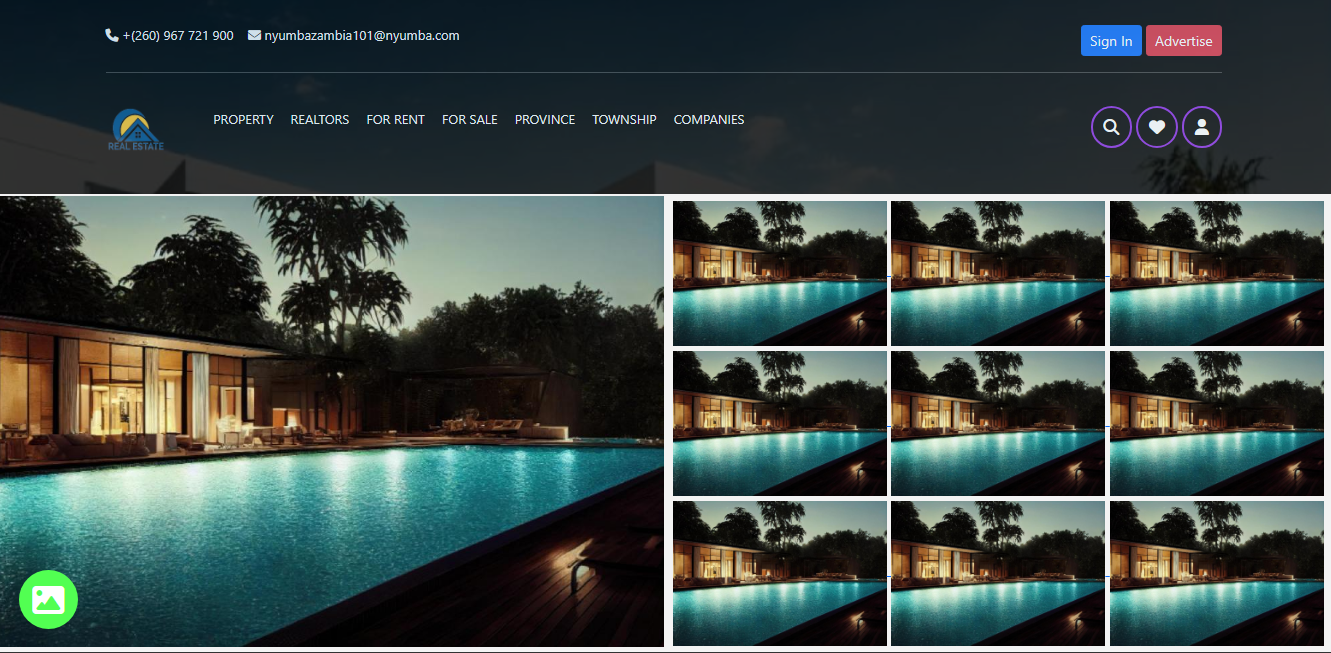 +(260) 967 721 900 nyumbazambia101@nyumba.com Sign In Advertise
REAL ESTATE
PROPERTY REALTORS FOR RENT FOR SALE PROVINCE TOWNSHIP COMPANIES